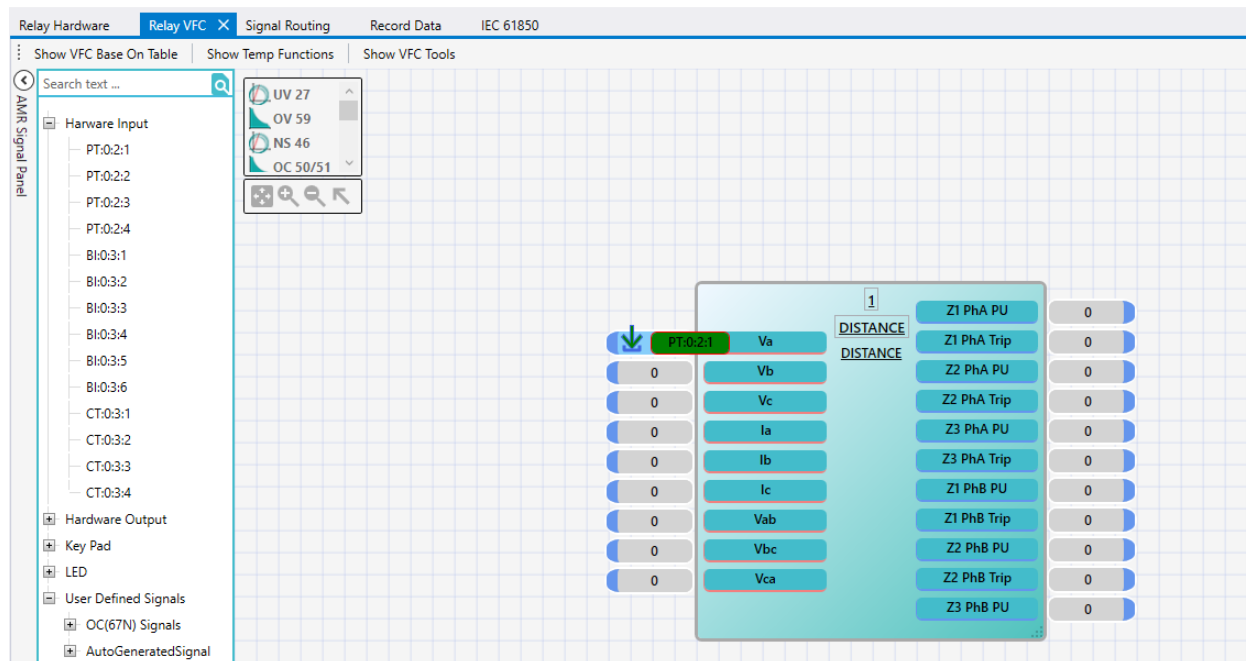 Relay Hardware Relay VFC Signal Routing Record Data IEC 61850
Show VFC Base On Table Show Temp Functions Show VFC Tools
AMR Signal Panel
Search text ...
Harware Input
PT:0:2:1
PT:0:2:2
PT:0:2:3
PT:0:2:4
BI:0:3:1
BI:0:3:2
BI:0:3:3
BI:0:3:4
BI:0:3:5
BI:0:3:6
CT:0:3:1
CT:0:3:2
CT:0:3:3
CT:0:3:4
Hardware Output
Key Pad
LED
User Defined Signals
OC(67N) Signals
AutoGeneratedSignal
UV 27
OV 59
NS 46
OC 50/51
1
DISTANCE
DISTANCE
PT:0:2:1 Va
0 Vb
0 Vc
0 Ia
0 Ib
0 Ic
0 Vab
0 Vbc
0 Vca
Z1 PhA PU 0
Z1 PhA Trip 0
Z2 PhA PU 0
Z2 PhA Trip 0
Z3 PhA PU 0
Z3 PhA Trip 0
Z1 PhB PU 0
Z1 PhB Trip 0
Z2 PhB PU 0
Z2 PhB Trip 0
Z3 PhB PU 0